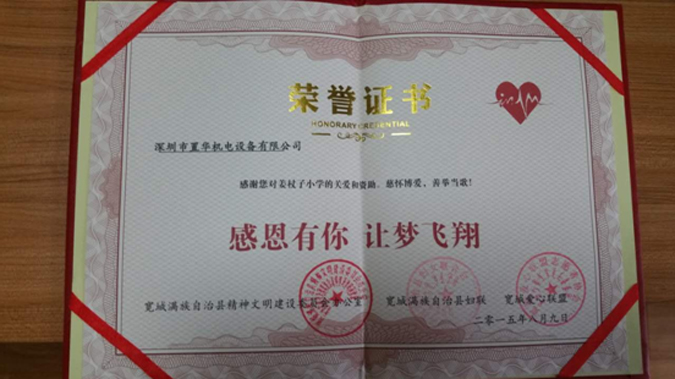 荣誉证书
HONORARY CREDENTIAL
深圳市置华机电设备有限公司
感谢您对姜杖子小学的关爱和资助、慈怀博爱、善举当歌!
感恩有你 让梦飞翔
宽城满族自治县精神文明建设委员会办公室 宽城满族自治县妇联 宽城爱心联盟
二〇一五年八月九日